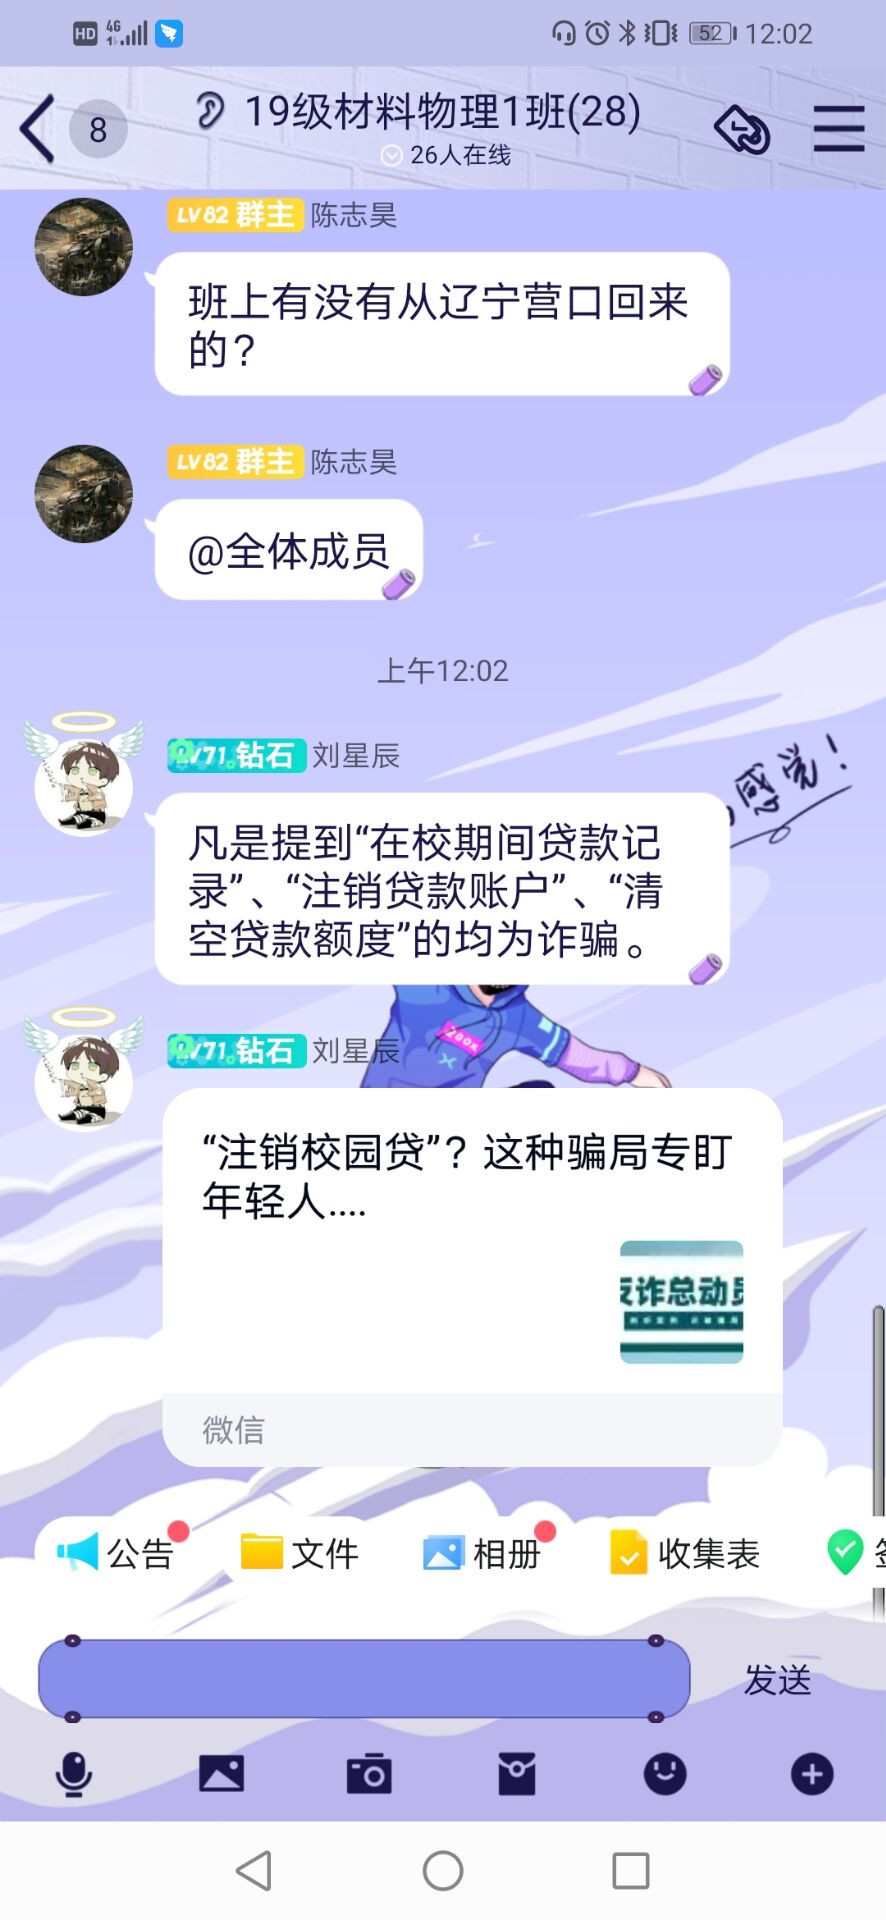 HD 4G 52 12:02
8
19级材料物理1班(28)
26人在线
LV82 群主 陈志昊
班上有没有从辽宁营口回来
的？
LV82 群主 陈志昊
@全体成员
上午12:02
LV71 钻石 刘星辰
感觉！
凡是提到“在校期间贷款记
录”、“注销贷款账户”、“清
空贷款额度”的均为诈骗。
LV71 钻石 刘星辰
200x
“注销校园贷”？这种骗局专盯
年轻人....
反诈总动员
微信
公告 文件 相册 收集表
发送